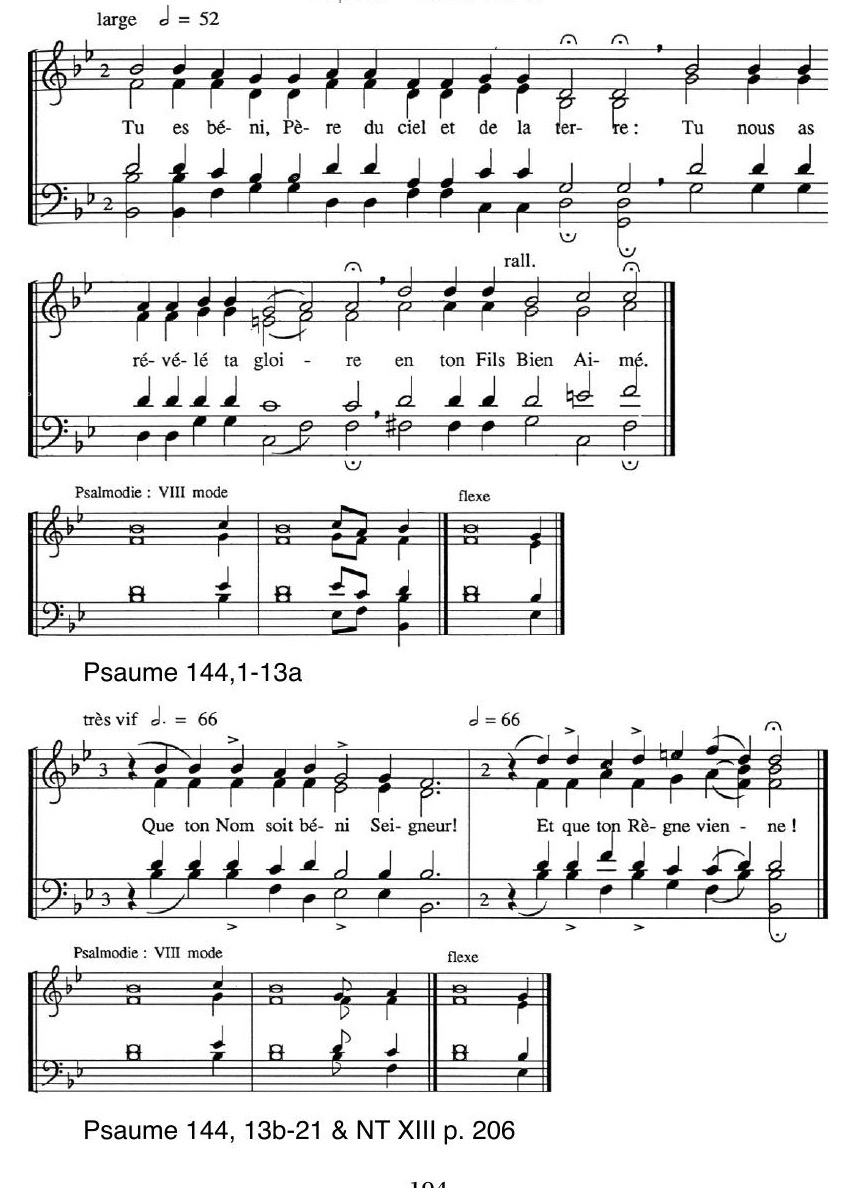 large 𝅗𝅥 = 52
Tu es bé- ni, Pè- re du ciel et de la ter- re : Tu nous as
rall.
ré- vé- lé ta gloi - re en ton Fils Bien Ai- mé.
Psalmodie : VIII mode flexe
Psaume 144,1-13a
très vif 𝅗𝅥. = 66 𝅗𝅥 = 66
Que ton Nom soit bé- ni Sei- gneur! Et que ton Rè- gne vien - ne !
Psalmodie : VIII mode flexe
Psaume 144, 13b-21 & NT XIII p. 206